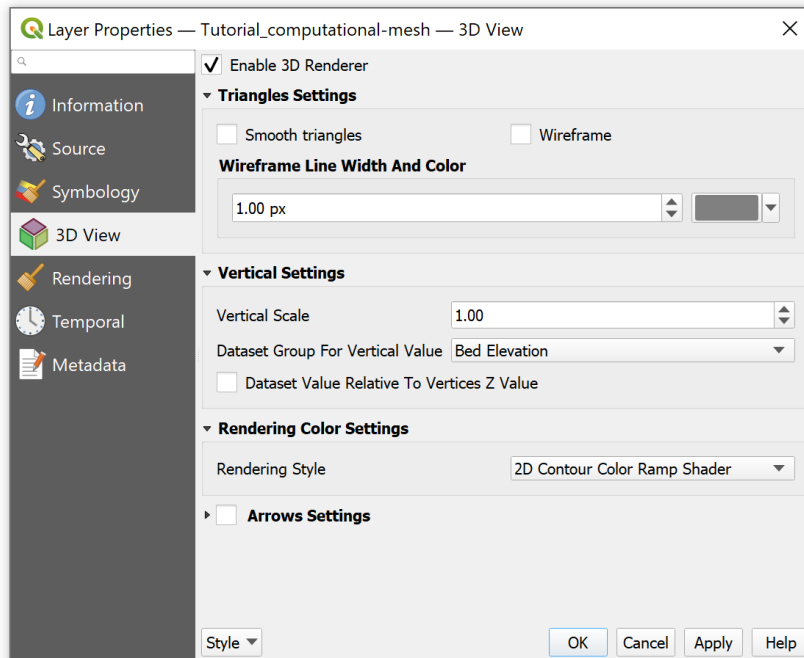 Layer Properties — Tutorial_computational-mesh — 3D View
Information
Source
Symbology
3D View
Rendering
Temporal
Metadata
Enable 3D Renderer
Triangles Settings
Smooth triangles Wireframe
Wireframe Line Width And Color
1.00 px
Vertical Settings
Vertical Scale 1.00
Dataset Group For Vertical Value Bed Elevation
Dataset Value Relative To Vertices Z Value
Rendering Color Settings
Rendering Style 2D Contour Color Ramp Shader
Arrows Settings
Style OK Cancel Apply Help